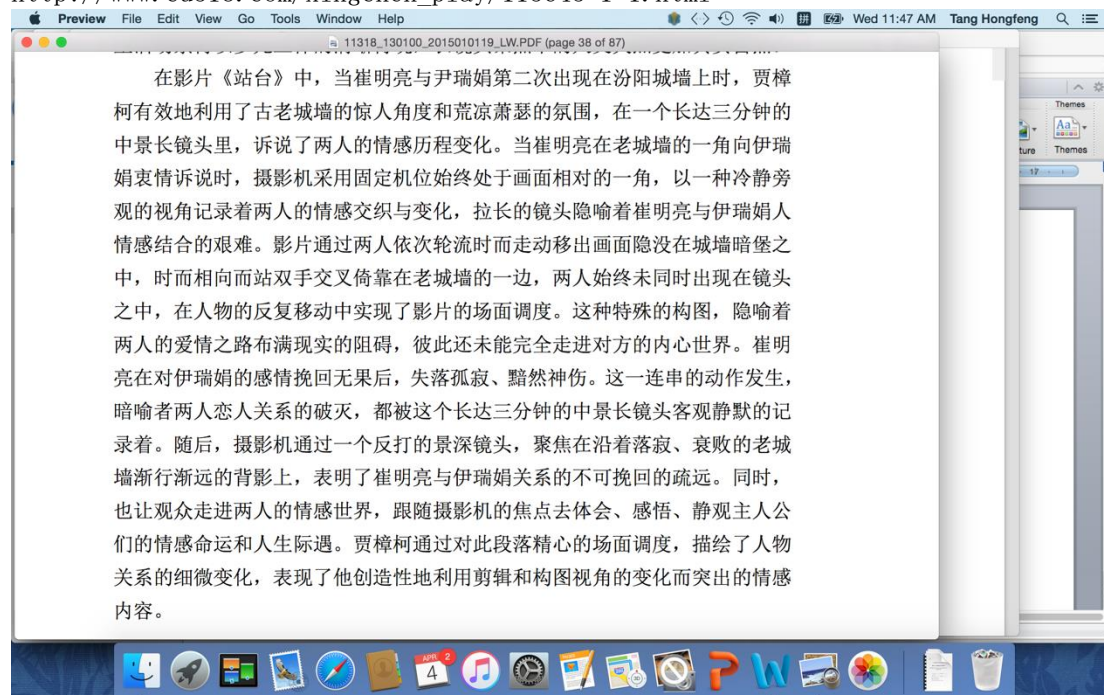 Preview File Edit View Go Tools Window Help Wed 11:47 AM Tang Hongfeng
11318_130100_2015010119_LW.PDF (page 38 of 87)
在影片《站台》中，当崔明亮与尹瑞娟第二次出现在汾阳城墙上时，贾樟
柯有效地利用了古老城墙的惊人角度和荒凉萧瑟的氛围，在一个长达三分钟的
中景长镜头里，诉说了两人的情感历程变化。当崔明亮在老城墙的一角向伊瑞
娟衷情诉说时，摄影机采用固定机位始终处于画面相对的一角，以一种冷静旁
观的视角记录着两人的情感交织与变化，拉长的镜头隐喻着崔明亮与伊瑞娟人
情感结合的艰难。影片通过两人依次轮流时而走动移出画面隐没在城墙暗堡之
中，时而相向而站双手交叉倚靠在老城墙的一边，两人始终未同时出现在镜头
之中，在人物的反复移动中实现了影片的场面调度。这种特殊的构图，隐喻着
两人的爱情之路布满现实的阻碍，彼此还未能完全走进对方的内心世界。崔明
亮在对伊瑞娟的感情挽回无果后，失落孤寂、黯然神伤。这一连串的动作发生，
暗喻者两人恋人关系的破灭，都被这个长达三分钟的中景长镜头客观静默的记
录着。随后，摄影机通过一个反打的景深镜头，聚焦在沿着落寂、衰败的老城
墙渐行渐远的背影上，表明了崔明亮与伊瑞娟关系的不可挽回的疏远。同时，
也让观众走进两人的情感世界，跟随摄影机的焦点去体会、感悟、静观主人公
们的情感命运和人生际遇。贾樟柯通过对此段落精心的场面调度，描绘了人物
关系的细微变化，表现了他创造性地利用剪辑和构图视角的变化而突出的情感
内容。
Themes
Aa
ture Themes
17
APR 2
4